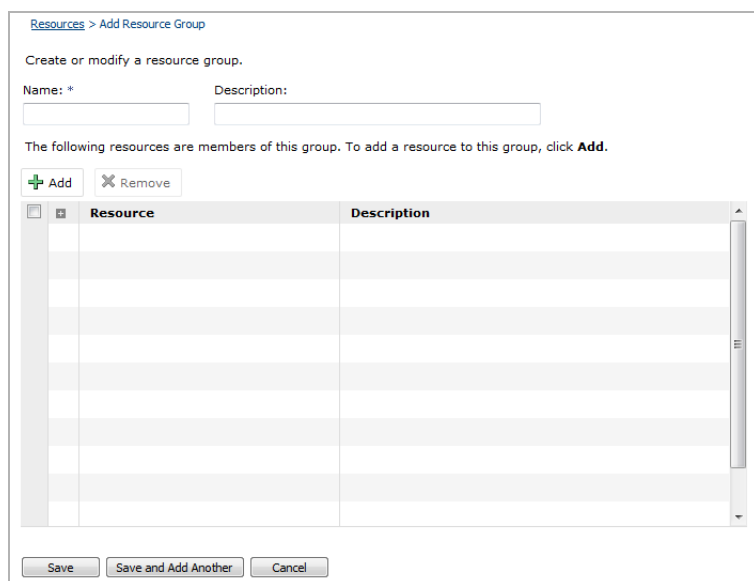 Resources > Add Resource Group
Create or modify a resource group.
Name: * Description:
The following resources are members of this group. To add a resource to this group, click Add.
Add Remove
Resource Description
Save Save and Add Another Cancel